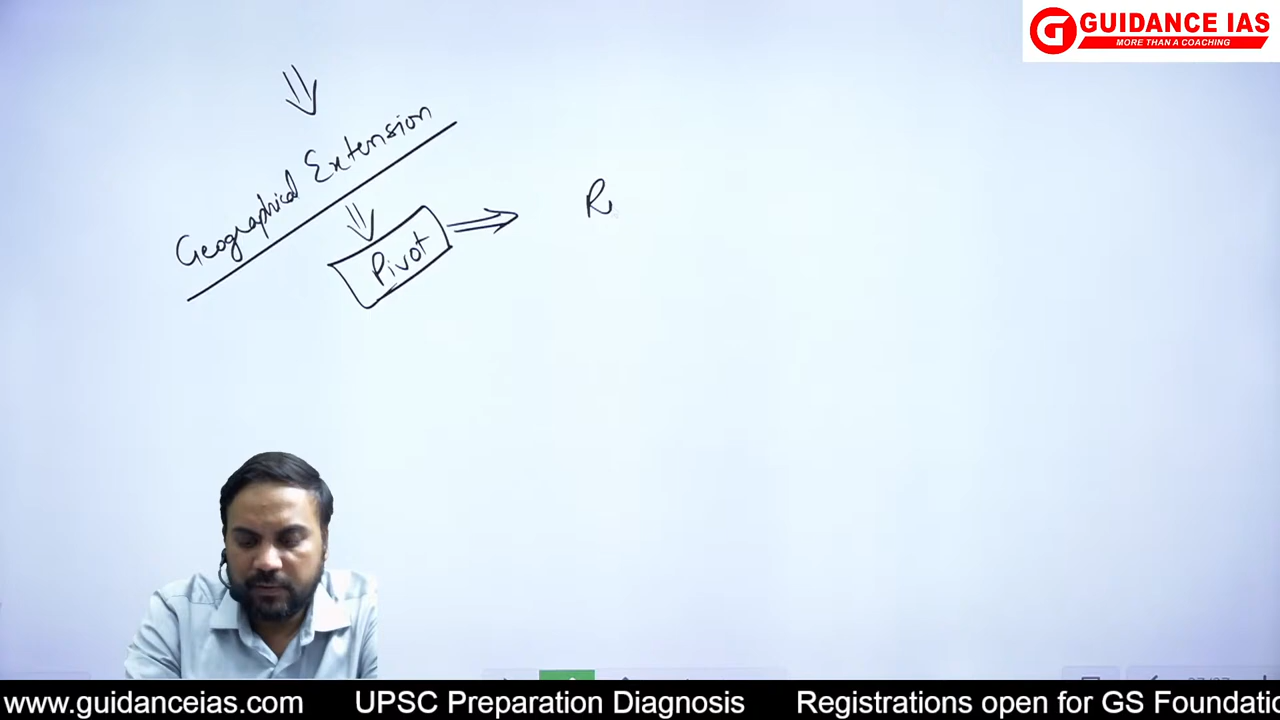 GUIDANCE IAS
MORE THAN A COACHING
Geographical Extension
Pivot
R
www.guidanceias.com UPSC Preparation Diagnosis Registrations open for GS Foundatio